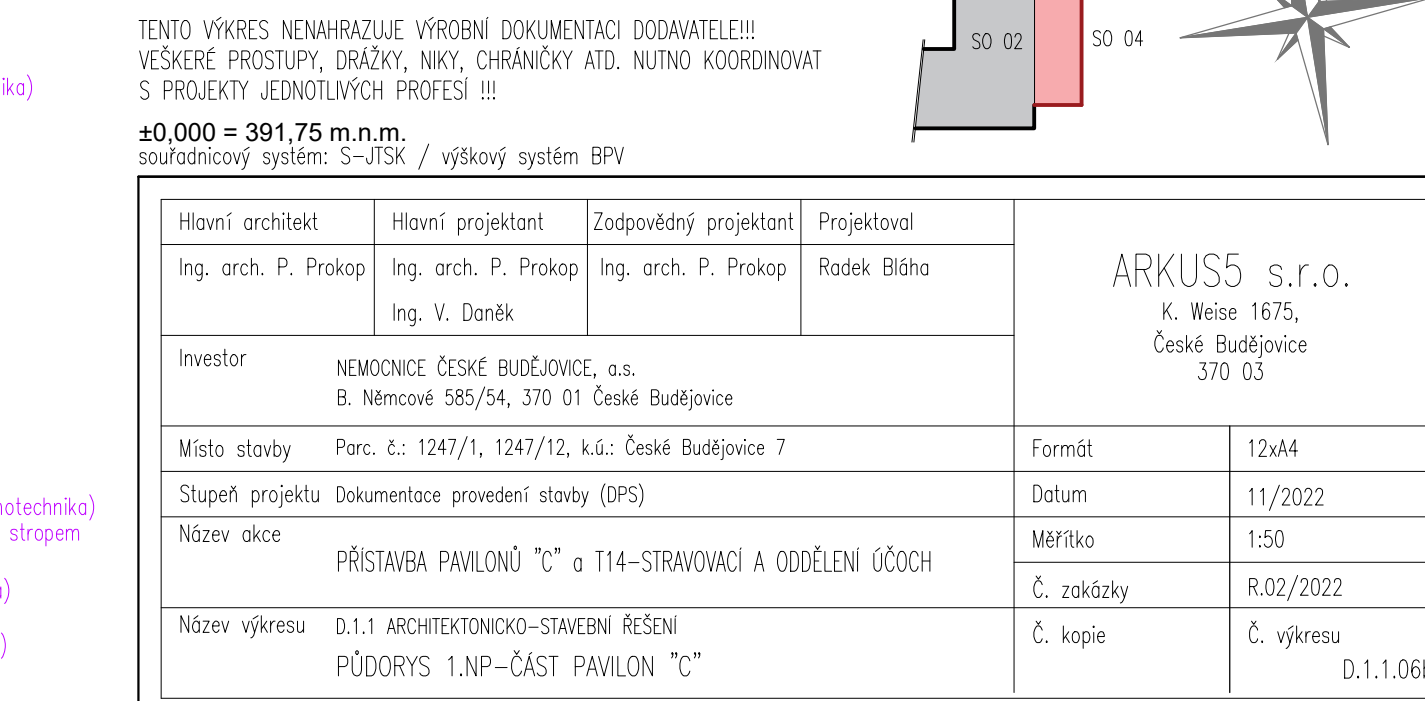 TENTO VÝKRES NENAHRAZUJE VÝROBNÍ DOKUMENTACI DODAVATELE!!!
VEŠKERÉ PROSTUPY, DRÁŽKY, NIKY, CHRÁNIČKY ATD. NUTNO KOORDINOVAT
S PROJEKTY JEDNOTLIVÝCH PROFESÍ !!!
±0,000 = 391,75 m.n.m.
souřadnicový systém: S-JTSK / výškový systém BPV
SO 02
SO 04
ika)
notechnika)
stropem
a)
)
Hlavní architekt
Hlavní projektant
Zodpovědný projektant
Projektoval
Ing. arch. P. Prokop
Ing. arch. P. Prokop
Ing. V. Daněk
Ing. arch. P. Prokop
Radek Bláha
ARKUS5 s.r.o.
K. Weise 1675,
České Budějovice
370 03
Investor
NEMOCNICE ČESKÉ BUDĚJOVICE, a.s.
B. Němcové 585/54, 370 01 České Budějovice
Místo stavby Parc. č.: 1247/1, 1247/12, k.ú.: České Budějovice 7
Formát 12xA4
Stupeň projektu Dokumentace provedení stavby (DPS)
Datum 11/2022
Název akce
PŘÍSTAVBA PAVILONŮ "C" a T14-STRAVOVACÍ A ODDĚLENÍ ÚČOCH
Měřítko 1:50
Č. zakázky R.02/2022
Název výkresu D.1.1 ARCHITEKTONICKO-STAVEBNÍ ŘEŠENÍ
PŮDORYS 1.NP-ČÁST PAVILON "C"
Č. kopie
Č. výkresu